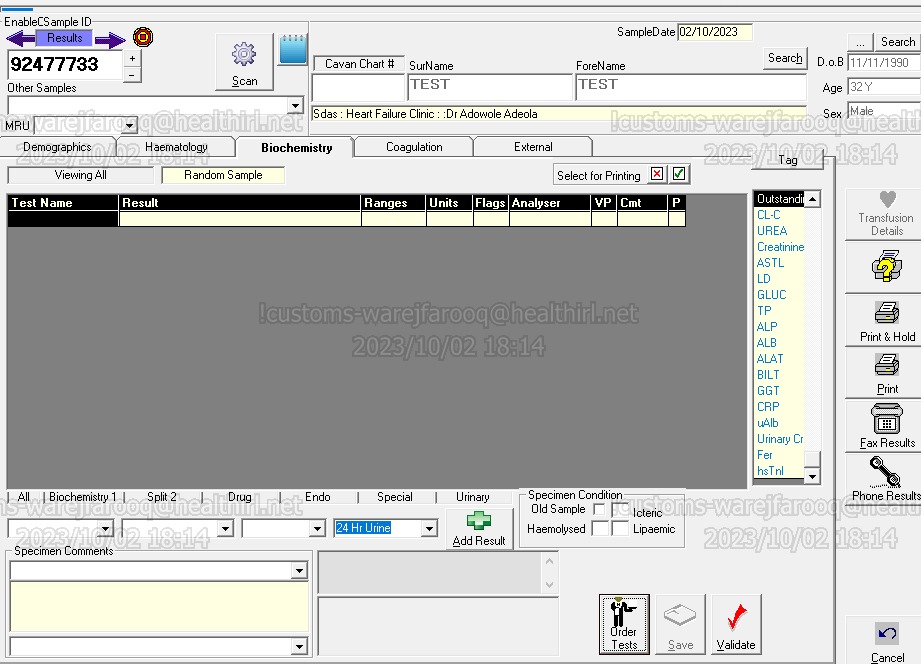 EnableCSample ID
Results
92477733
+
-
Scan
Other Samples
MRU
SampleDate 02/10/2023
... Search
Cavan Chart # SurName ForeName Search
TEST TEST
D.o.B 11/11/1990
Age 32 Y
Sex Male
Sdas : Heart Failure Clinic : :Dr Adowole Adeola
s-warejfarooq@healthirl.net
2023/10/02 18:14
!customs-warejfarooq@healthirl
2023/10/02 18:14
Demographics Haematology Biochemistry Coagulation External
Tag
Viewing All Random Sample Select for Printing
Test Name Result Ranges Units Flags Analyser VP Cmt P
Outstandin
CL-C
UREA
Creatinine
ASTL
LD
GLUC
TP
ALP
ALB
ALAT
BILT
GGT
CRP
uAlb
Urinary Cr
Fer
hsTnI
!customs-warejfarooq@healthirl.net
2023/10/02 18:14
Transfusion
Details
Print & Hold
Print
Fax Results
Phone Results
All Biochemistry 1 Split 2 Drug Endo Special Urinary
24 Hr Urine
Add Result
Specimen Condition
Old Sample Icteric
Haemolysed Lipaemic
s-warejfarooq@healthirl.net
2023/10/02 18:14
!customs-warejfarooq@healthirl
2023/10/02 18:14
Specimen Comments
Order
Tests
Save
Validate
Cancel